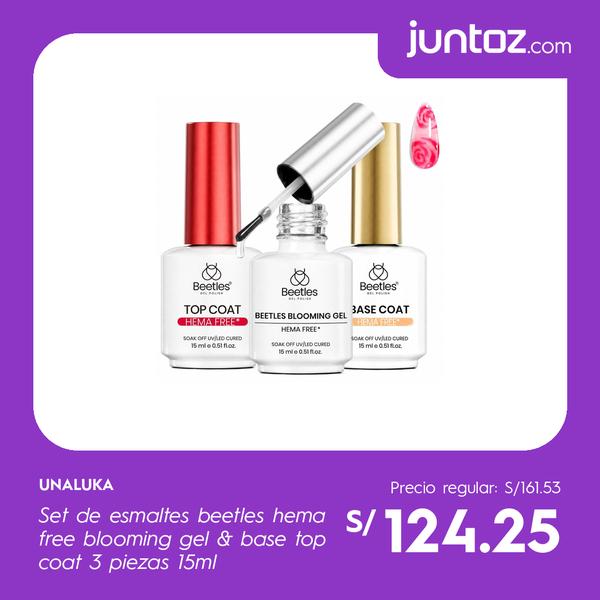 juntoz.com
Beetles®
GEL POLISH
TOP COAT
HEMA FREE*
SOAK OFF UV/LED CURED
15 ml e 0.51 fl.oz.
Beetles
GEL POLISH
BEETLES BLOOMING GEL
HEMA FREE*
SOAK OFF UV/LED CURED
15 ml e 0.51 fl.oz.
Beetles®
GEL POLISH
BASE COAT
HEMA FREE*
SOAK OFF UV/LED CURED
15 ml e 0.51 fl.oz.
UNALUKA
Set de esmaltes beetles hema
free blooming gel & base top
coat 3 piezas 15ml
Precio regular: S/161.53
S/ 124.25